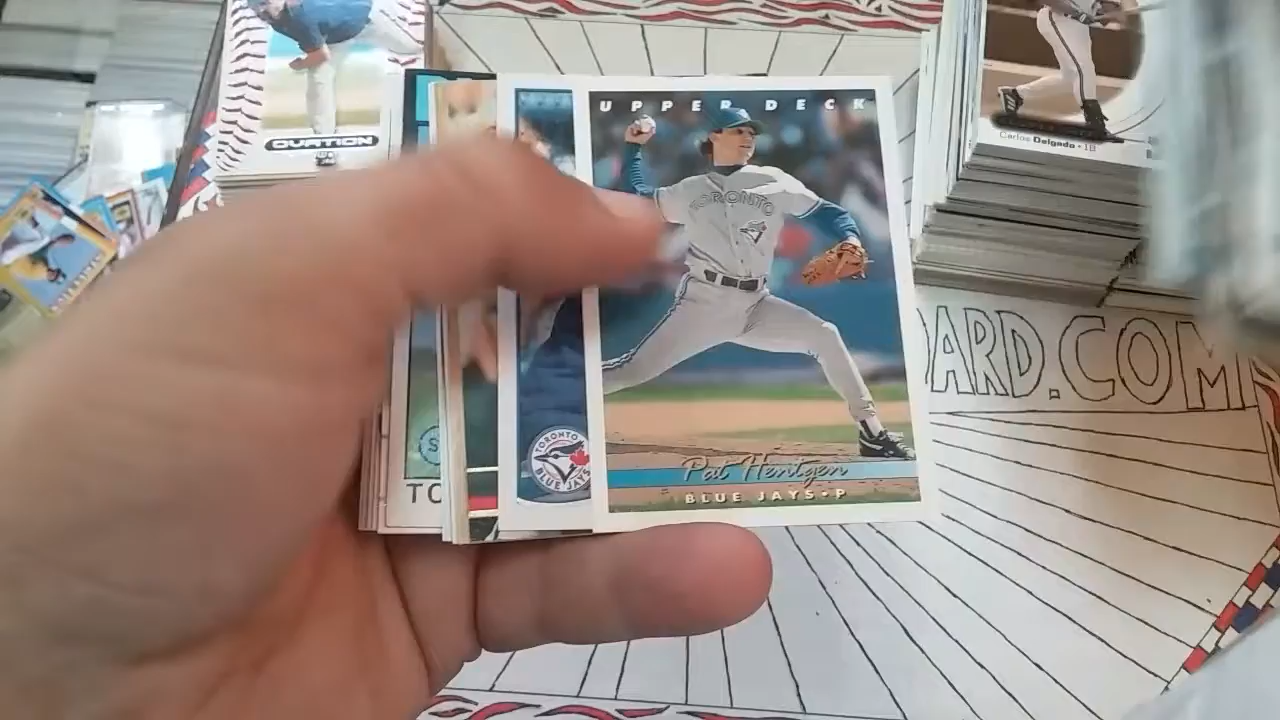 OVATION
Carlos Delgado • 1B
UPPER DECK
TORONTO
TORONTO
BLUE JAYS
Pat Hentgen
BLUE JAYS • P
TO
ARD.COM